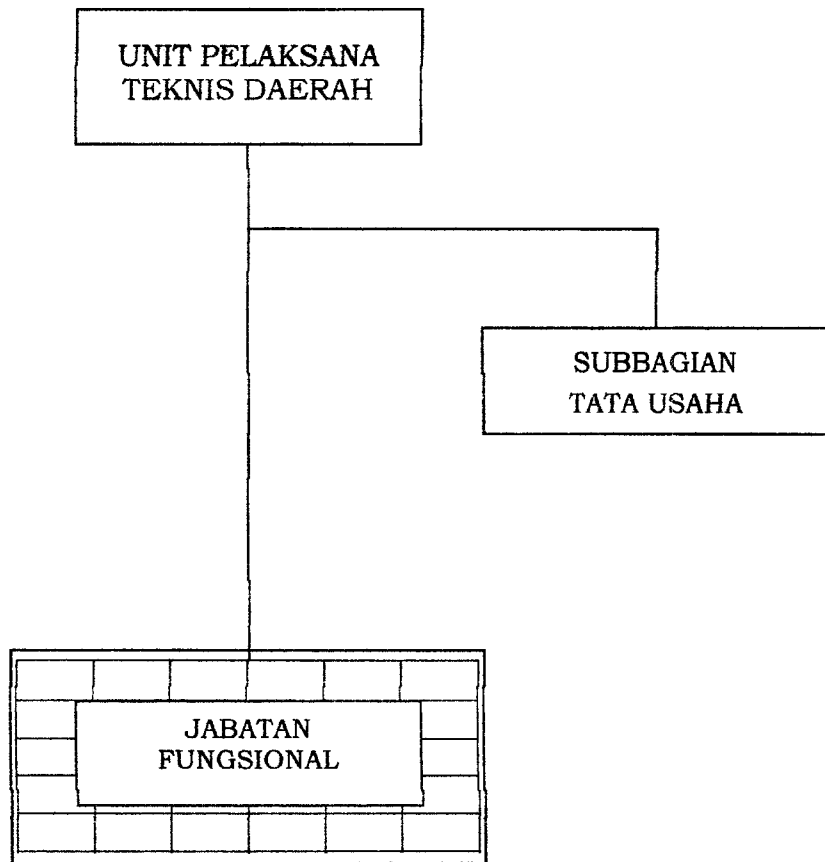 UNIT PELAKSANA
TEKNIS DAERAH
SUBBAGIAN
TATA USAHA
JABATAN
FUNGSIONAL